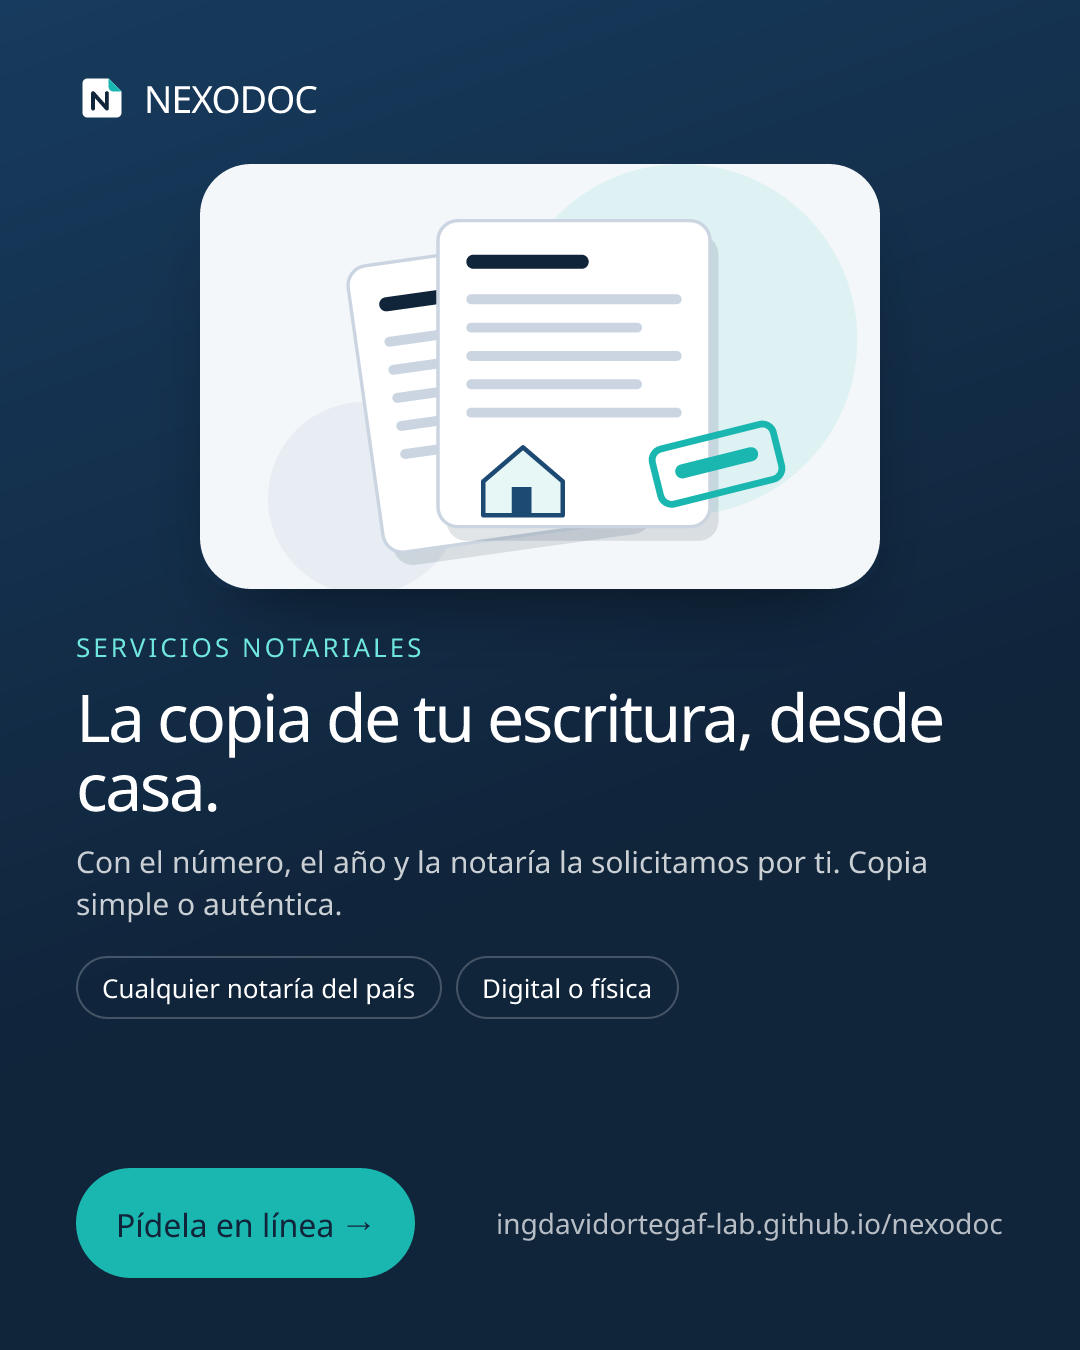 NEXODOC
SERVICIOS NOTARIALES
La copia de tu escritura, desde
casa.
Con el número, el año y la notaría la solicitamos por ti. Copia
simple o auténtica.
Cualquier notaría del país
Digital o física
Pídela en línea →
ingdavidortegaf-lab.github.io/nexodoc